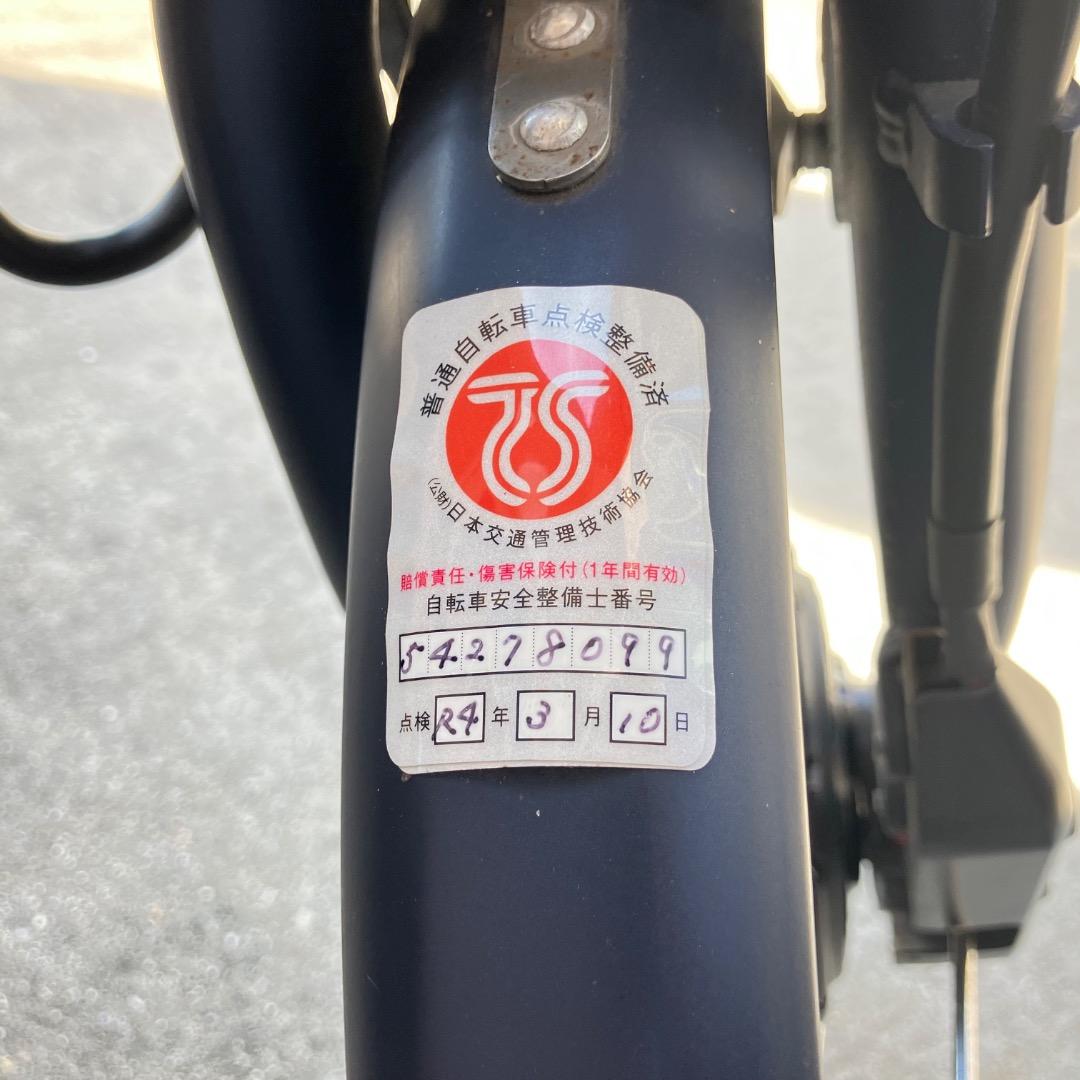 普通自転車点検整備済
TS
(公財)日本交通管理技術協会
賠償責任・傷害保険付(1年間有効)
自転車安全整備士番号
54278099
点検 R4 年 3 月 10 日